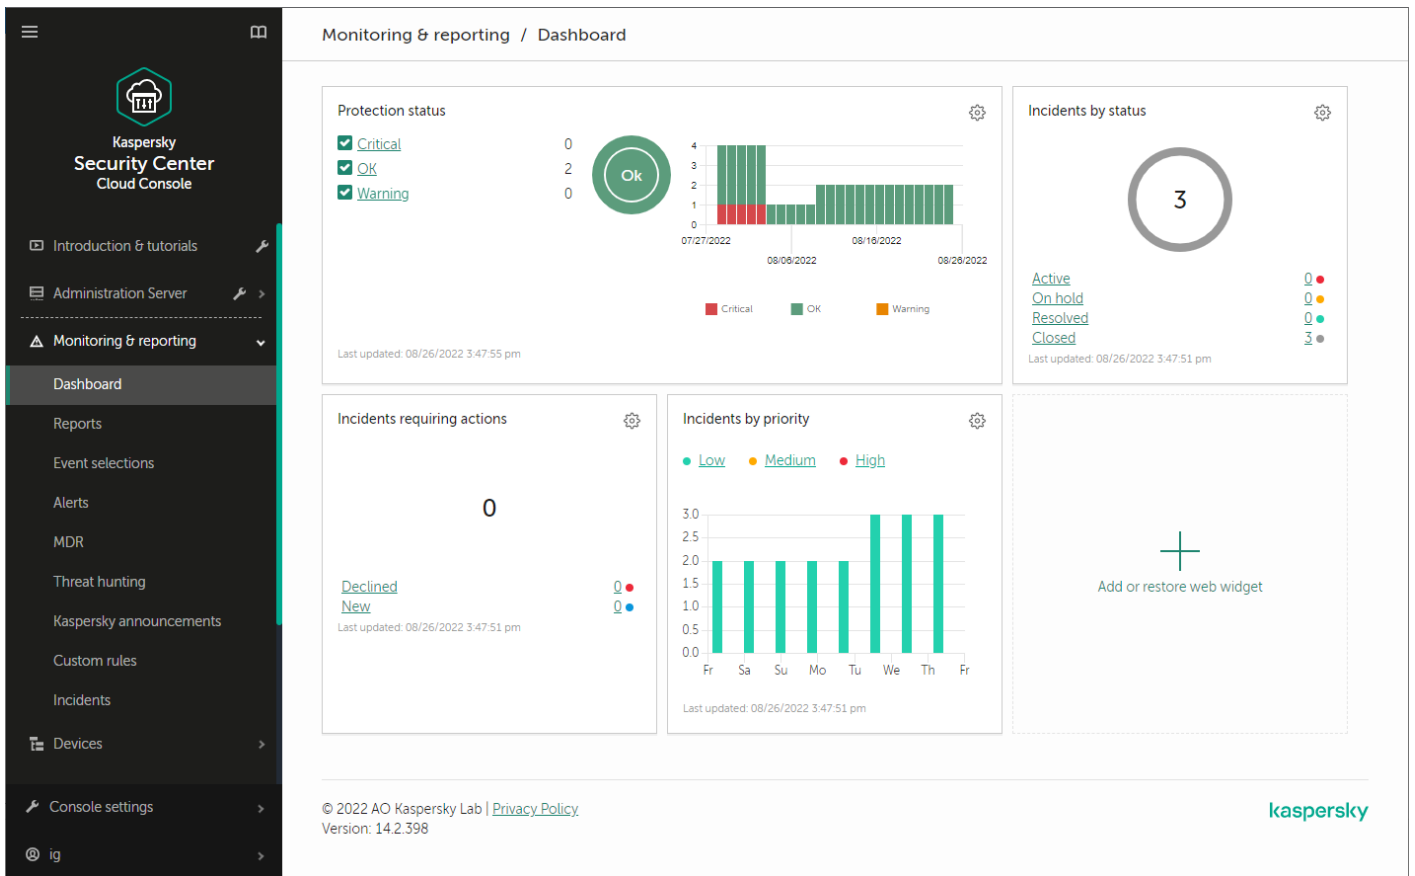 Kaspersky
Security Center
Cloud Console
Introduction & tutorials
Administration Server
Monitoring & reporting
Dashboard
Reports
Event selections
Alerts
MDR
Threat hunting
Kaspersky announcements
Custom rules
Incidents
Devices
Console settings
ig
Monitoring & reporting / Dashboard
Protection status
Critical 0
OK 2
Warning 0
Ok
4
3
2
1
0
07/27/2022 08/16/2022
08/06/2022 08/26/2022
Critical OK Warning
Last updated: 08/26/2022 3:47:55 pm
Incidents by status
3
Active 0
On hold 0
Resolved 0
Closed 3
Last updated: 08/26/2022 3:47:51 pm
Incidents requiring actions
0
Declined 0
New 0
Last updated: 08/26/2022 3:47:51 pm
Incidents by priority
Low Medium High
3.0
2.5
2.0
1.5
1.0
0.5
0.0
Fr Sa Su Mo Tu We Th Fr
Last updated: 08/26/2022 3:47:51 pm
Add or restore web widget
© 2022 AO Kaspersky Lab | Privacy Policy
Version: 14.2.398
kaspersky